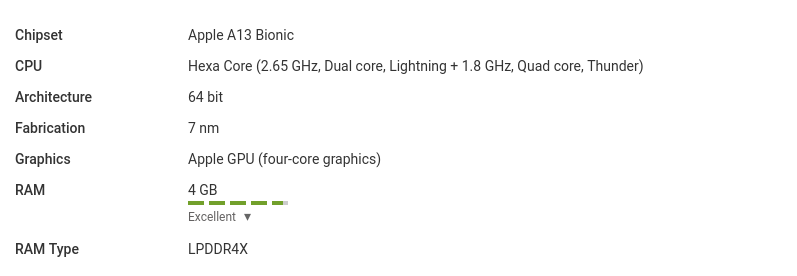 Chipset Apple A13 Bionic
CPU Hexa Core (2.65 GHz, Dual core, Lightning + 1.8 GHz, Quad core, Thunder)
Architecture 64 bit
Fabrication 7 nm
Graphics Apple GPU (four-core graphics)
RAM 4 GB
Excellent ▼
RAM Type LPDDR4X